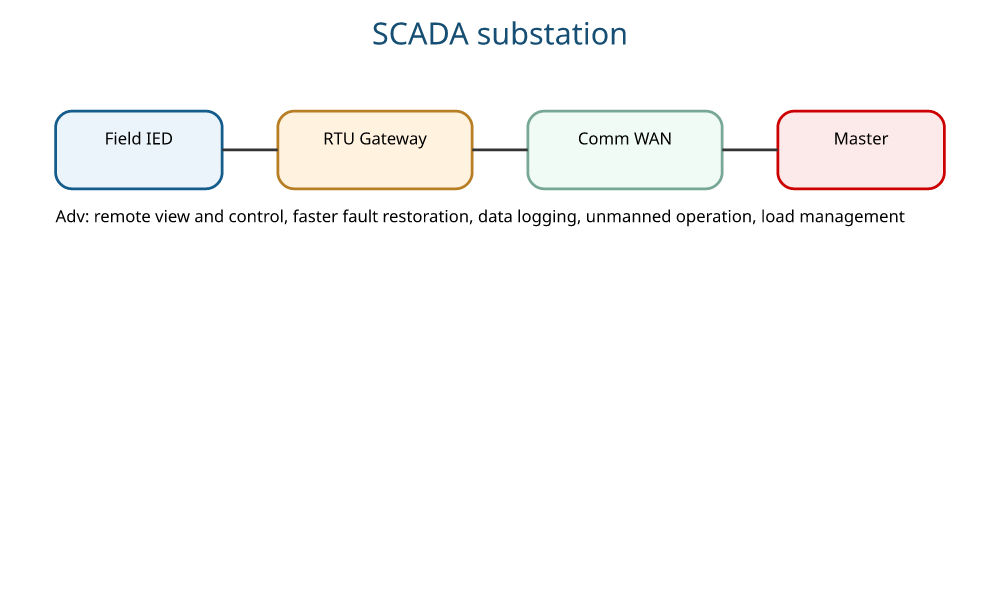 SCADA substation
Field IED
RTU Gateway
Comm WAN
Master
Adv: remote view and control, faster fault restoration, data logging, unmanned operation, load management